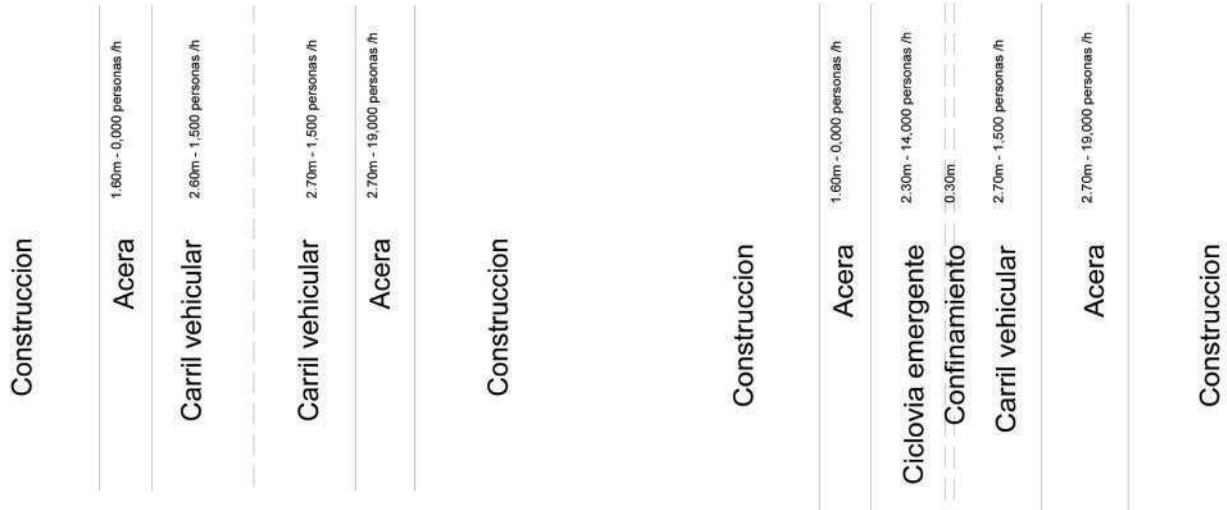 Construccion
Acera
1.60m - 0,000 personas /h
Carril vehicular
2.60m - 1,500 personas /h
Carril vehicular
2.70m - 1,500 personas /h
Acera
2.70m - 19,000 personas /h
Construccion
Construccion
Acera
1.60m - 0,000 personas /h
Ciclovia emergente
2.30m - 14,000 personas /h
Confinamiento
0.30m
Carril vehicular
2.70m - 1,500 personas /h
Acera
2.70m - 19,000 personas /h
Construccion